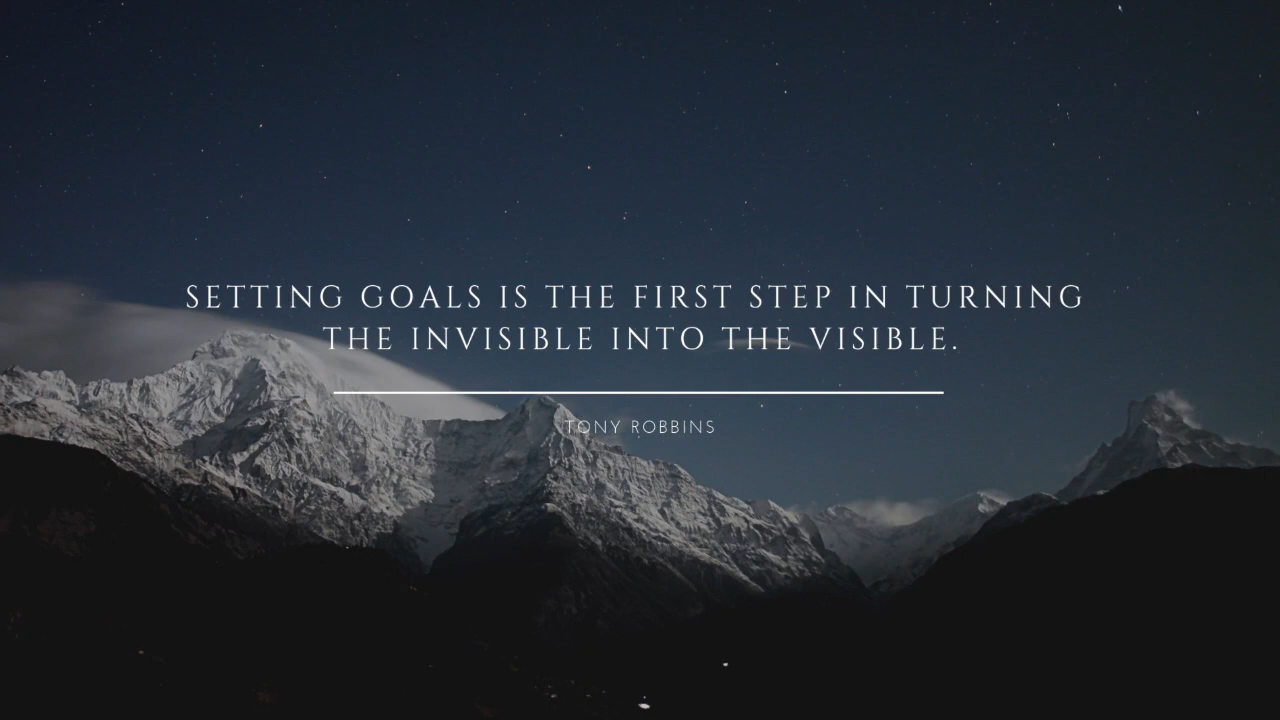 SETTING GOALS IS THE FIRST STEP IN TURNING
THE INVISIBLE INTO THE VISIBLE.
TONY ROBBINS